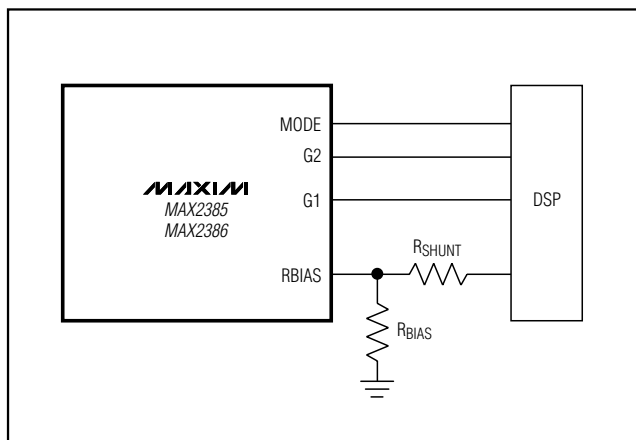 MODE
G2
MAXIM
MAX2385
MAX2386
G1
DSP
RSHUNT
RBIAS
RBIAS